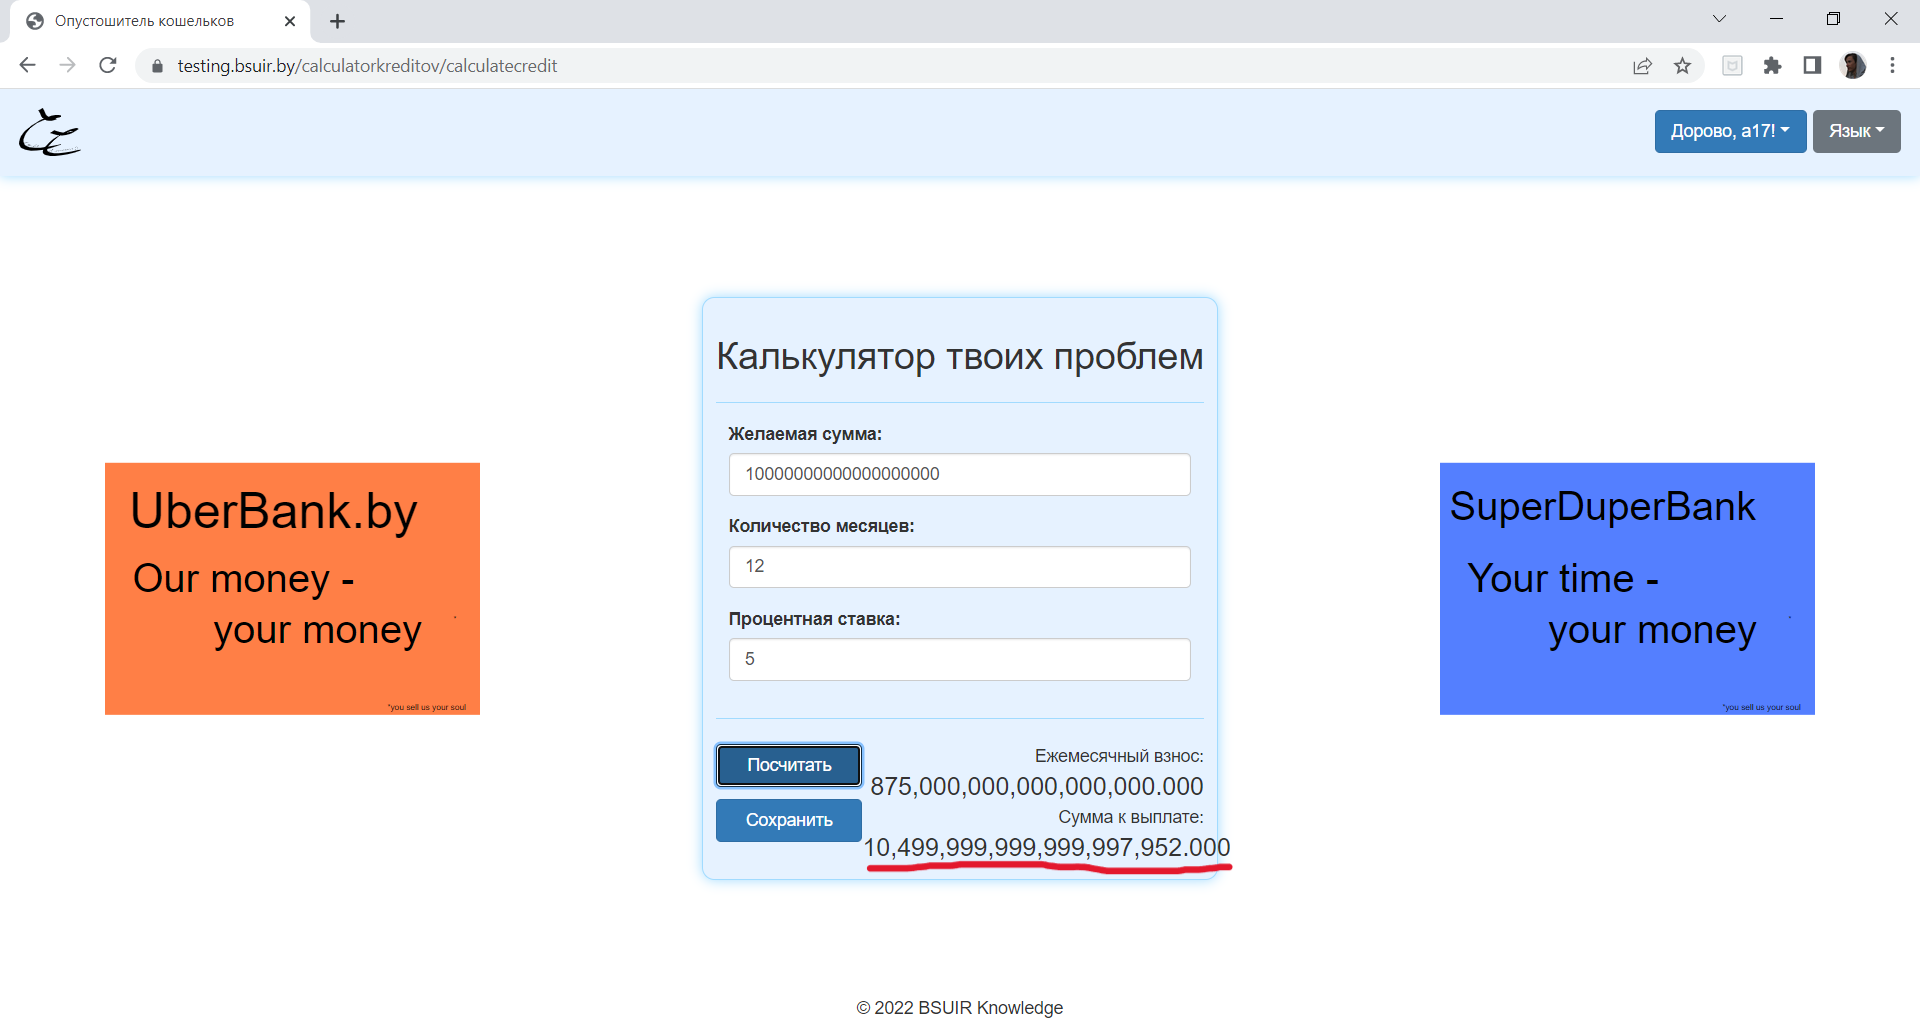 Опустошитель кошельков
testing.bsuir.by/calculatorkreditov/calculatecredit
Дорово, a17!
Язык
Калькулятор твоих проблем
Желаемая сумма:
10000000000000000000
Количество месяцев:
12
Процентная ставка:
5
Посчитать
Сохранить
Ежемесячный взнос:
875,000,000,000,000,000.000
Сумма к выплате:
10,499,999,999,999,997,952.000
UberBank.by
Our money -
your money
*you sell us your soul
SuperDuperBank
Your time -
your money
*you sell us your soul
© 2022 BSUIR Knowledge